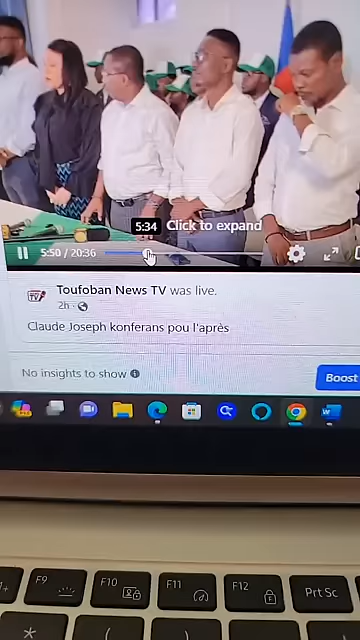 5:34 Click to expand
5:50 / 20:36
TV
Toufoban News TV was live.
2h ·
Claude Joseph konferans pou l'après
No insights to show
Boost
F9
F10
F11
F12
Prt Sc
*
(
)